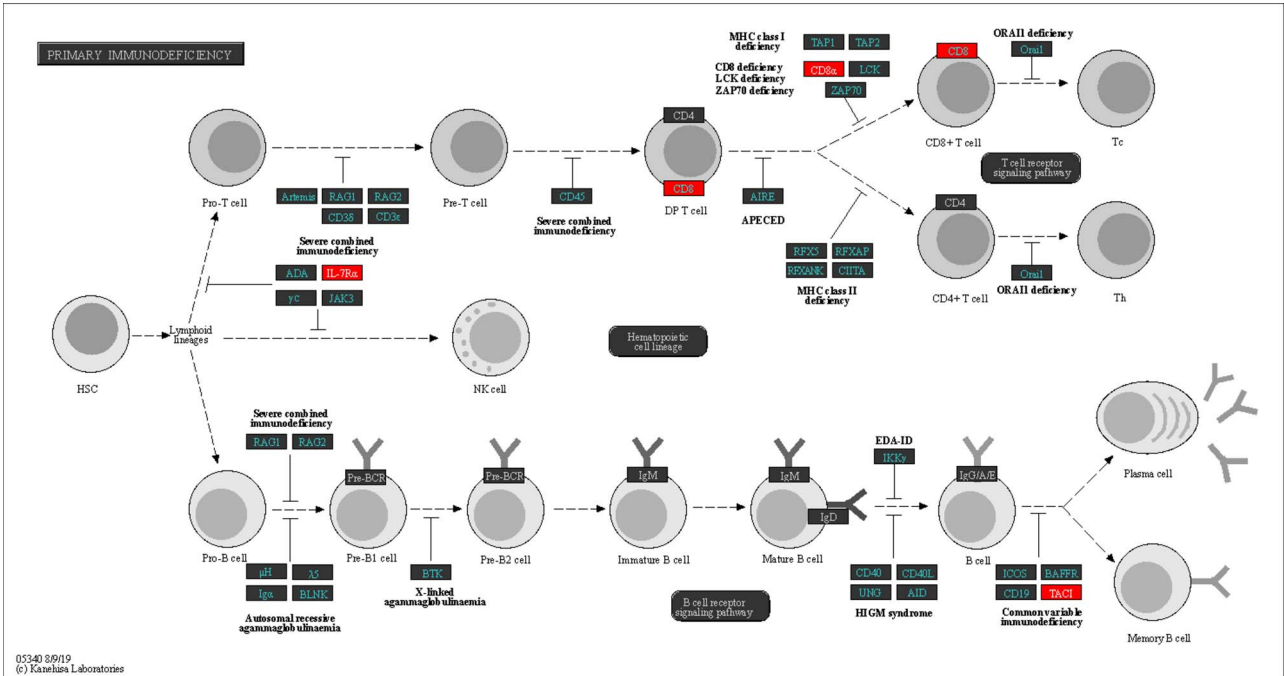 PRIMARY IMMUNODEFICIENCY
MHC class I
deficiency
TAP1 TAP2
CD8 deficiency
LCK deficiency
ZAP70 deficiency
CD8α LCK
ZAP70
CD8
CD8+ T cell
ORAI1 deficiency
Orai1
Tc
Pro-T cell
Artemis RAG1 RAG2
CD3δ CD3ε
Severe combined
immunodeficiency
Pre-T cell
CD45
Severe combined
immunodeficiency
CD4
CD8
DP T cell
AIRE
APECED
T cell receptor
signaling pathway
RFX5 RFXAP
RFXANK CIITA
MHC class II
deficiency
CD4
CD4+ T cell
Orai1
ORAI1 deficiency
Th
ADA IL-7Rα
γc JAK3
HSC
Lymphoid
lineages
NK cell
Hematopoietic
cell lineage
Severe combined
immunodeficiency
RAG1 RAG2
Pro-B cell
μH λ5
Igα BLNK
Autosomal recessive
agammaglobulinaemia
Pre-BCR
Pre-B1 cell
BTK
X-linked
agammaglobulinaemia
Pre-BCR
Pre-B2 cell
IgM
Immature B cell
IgM
IgD
Mature B cell
B cell receptor
signaling pathway
EDA-ID
IKKγ
CD40 CD40L
UNG AID
HIGM syndrome
IgG/A/E
B cell
ICOS BAFFR
CD19 TACI
Common variable
immunodeficiency
Plasma cell
Memory B cell
05340 8/9/19
(c) Kanehisa Laboratories